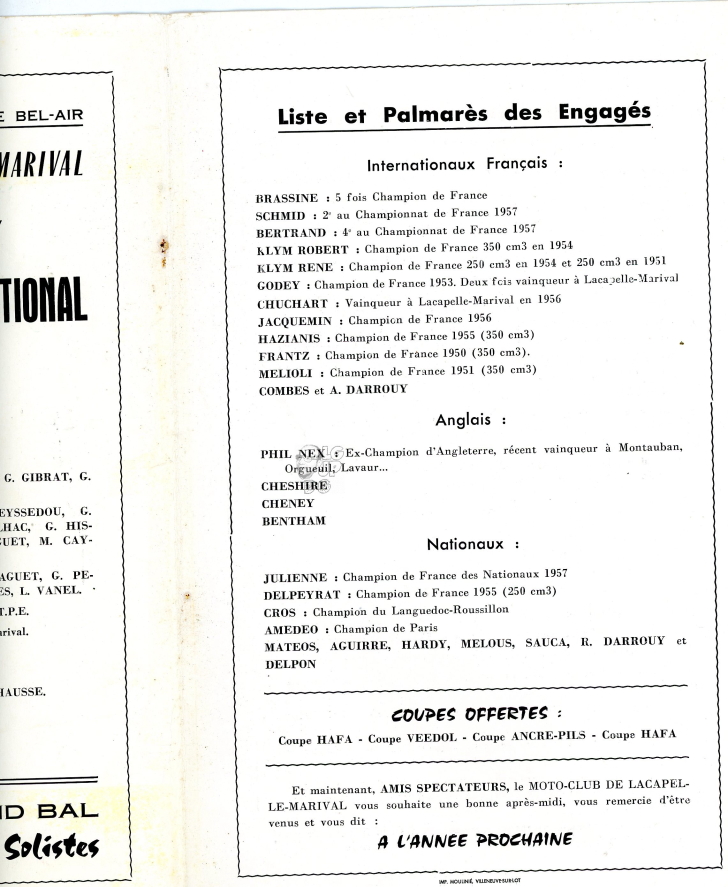 E BEL-AIR
MARIVAL
TIONAL
G. GIBRAT, G.
EYSSEDOU, G.
LHAC, G. HIS-
GUET, M. CAY-
AGUET, G. PE-
ES, L. VANEL.
T.P.E.
arival.
HAUSSE.
ND BAL
Solistes
Liste et Palmarès des Engagés
Internationaux Français :
BRASSINE : 5 fois Champion de France
SCHMID : 2e au Championnat de France 1957
BERTRAND : 4e au Championnat de France 1957
KLYM ROBERT : Champion de France 350 cm3 en 1954
KLYM RENE : Champion de France 250 cm3 en 1954 et 250 cm3 en 1951
GODEY : Champion de France 1953. Deux fois vainqueur à Lacapelle-Marival
CHUCHART : Vainqueur à Lacapelle-Marival en 1956
JACQUEMIN : Champion de France 1956
HAZIANIS : Champion de France 1955 (350 cm3)
FRANTZ : Champion de France 1950 (350 cm3).
MELIOLI : Champion de France 1951 (350 cm3)
COMBES et A. DARROUY
Anglais :
PHIL NEX : Ex-Champion d'Angleterre, récent vainqueur à Montauban,
Orgueuil, Lavaur...
CHESHIRE
CHENEY
BENTHAM
Nationaux :
JULIENNE : Champion de France des Nationaux 1957
DELPEYRAT : Champion de France 1955 (250 cm3)
CROS : Champion du Languedoc-Roussillon
AMEDEO : Champion de Paris
MATEOS, AGUIRRE, HARDY, MELOUS, SAUCA, R. DARROUY et
DELPON
COUPES OFFERTES :
Coupe HAFA - Coupe VEEDOL - Coupe ANCRE-PILS - Coupe HAFA
Et maintenant, AMIS SPECTATEURS, le MOTO-CLUB DE LACAPEL-
LE-MARIVAL vous souhaite une bonne après-midi, vous remercie d'être
venus et vous dit :
A L'ANNEE PROCHAINE
IMP. MOULINIÉ, VILLENEUVE-SUR-LOT